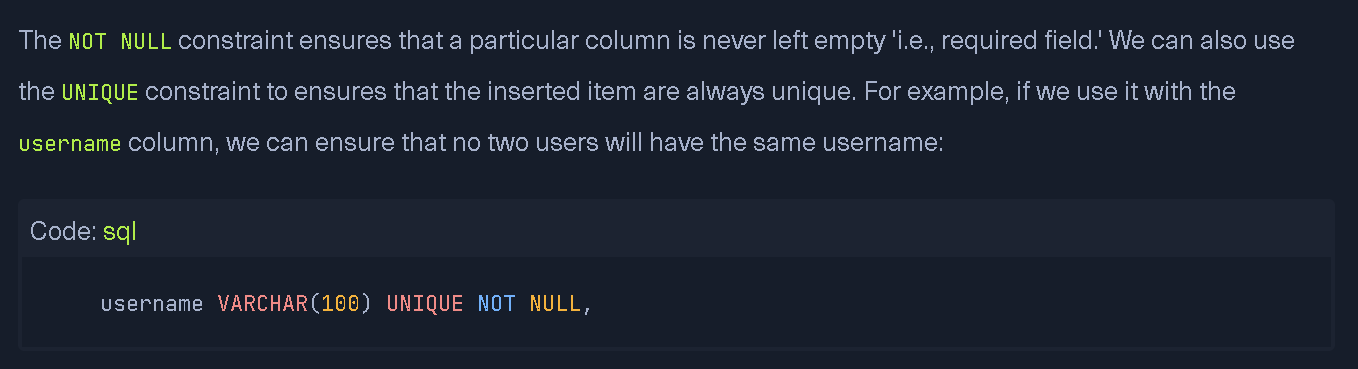 The NOT NULL constraint ensures that a particular column is never left empty 'i.e., required field.' We can also use
the UNIQUE constraint to ensures that the inserted item are always unique. For example, if we use it with the
username column, we can ensure that no two users will have the same username:
Code: sql
username VARCHAR(100) UNIQUE NOT NULL,